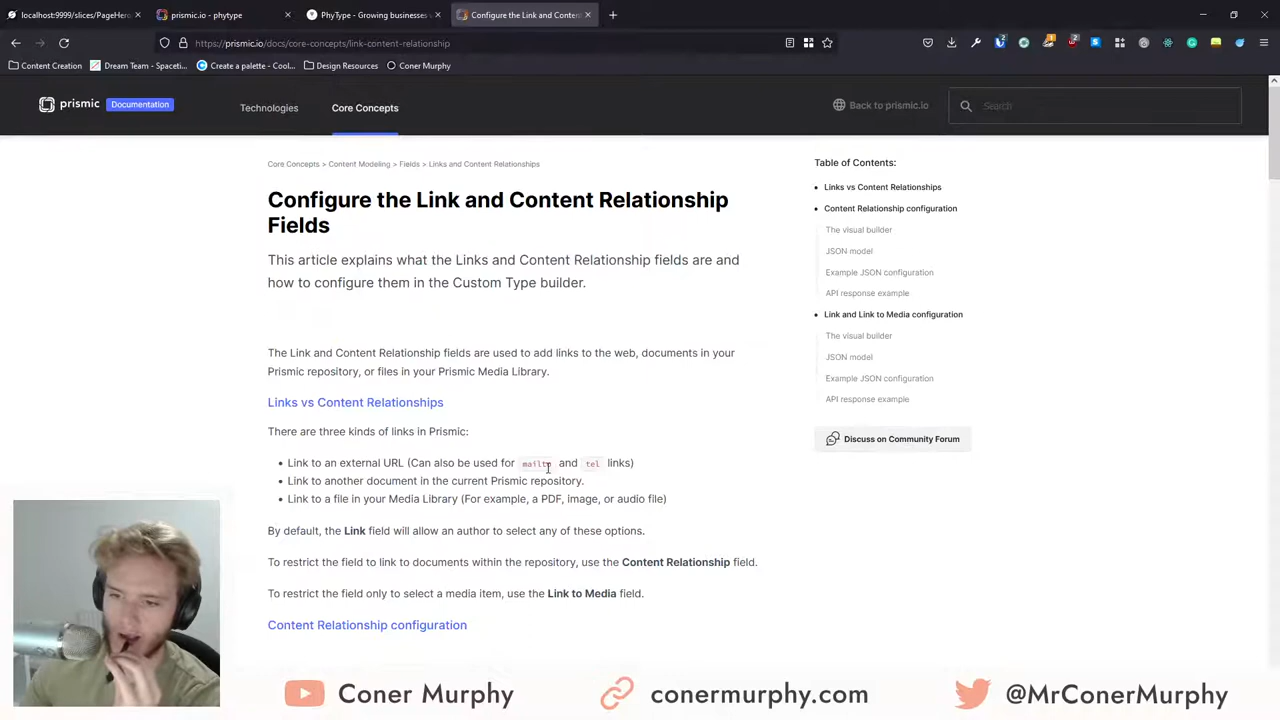 localhost:9999/slices/PageHero
prismic.io - phytype
PhyType - Growing businesses
Configure the Link and Content
https://prismic.io/docs/core-concepts/link-content-relationship
Content Creation
Dream Team - Spaceti...
Create a palette - Cool...
Design Resources
Coner Murphy
prismic Documentation
Technologies
Core Concepts
Back to prismic.io
Search
Core Concepts > Content Modeling > Fields > Links and Content Relationships
Configure the Link and Content Relationship
Fields
This article explains what the Links and Content Relationship fields are and
how to configure them in the Custom Type builder.
The Link and Content Relationship fields are used to add links to the web, documents in your
Prismic repository, or files in your Prismic Media Library.
Links vs Content Relationships
There are three kinds of links in Prismic:
• Link to an external URL (Can also be used for mailto and tel links)
• Link to another document in the current Prismic repository.
• Link to a file in your Media Library (For example, a PDF, image, or audio file)
By default, the Link field will allow an author to select any of these options.
To restrict the field to link to documents within the repository, use the Content Relationship field.
To restrict the field only to select a media item, use the Link to Media field.
Content Relationship configuration
Table of Contents:
• Links vs Content Relationships
• Content Relationship configuration
The visual builder
JSON model
Example JSON configuration
API response example
• Link and Link to Media configuration
The visual builder
JSON model
Example JSON configuration
API response example
Discuss on Community Forum
Coner Murphy
conermurphy.com
@MrConerMurphy